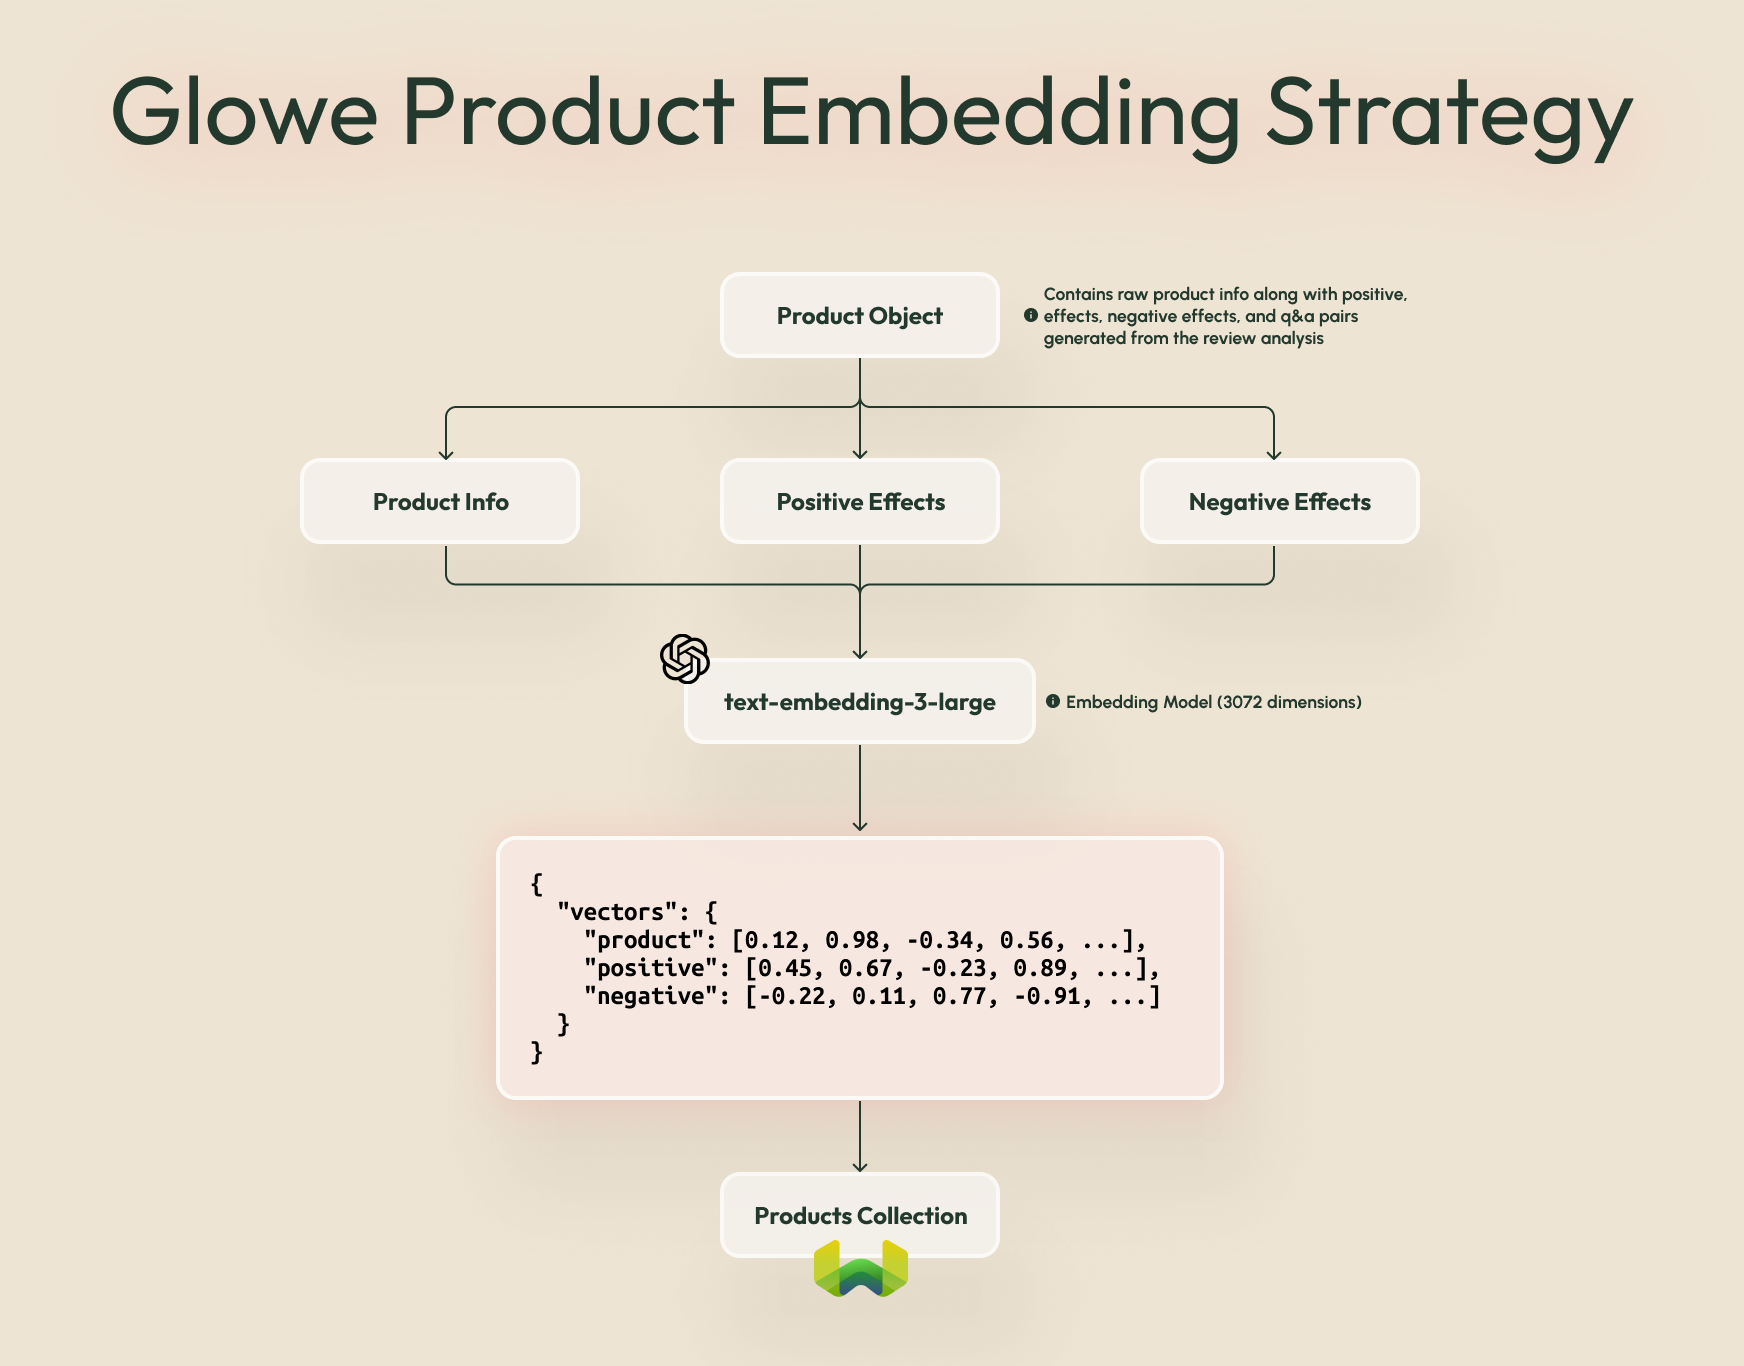 Glowe Product Embedding Strategy
Product Object
Contains raw product info along with positive,
effects, negative effects, and q&a pairs
generated from the review analysis
Product Info
Positive Effects
Negative Effects
text-embedding-3-large
Embedding Model (3072 dimensions)
{
  "vectors": {
    "product": [0.12, 0.98, -0.34, 0.56, ...],
    "positive": [0.45, 0.67, -0.23, 0.89, ...],
    "negative": [-0.22, 0.11, 0.77, -0.91, ...]
  }
}
Products Collection